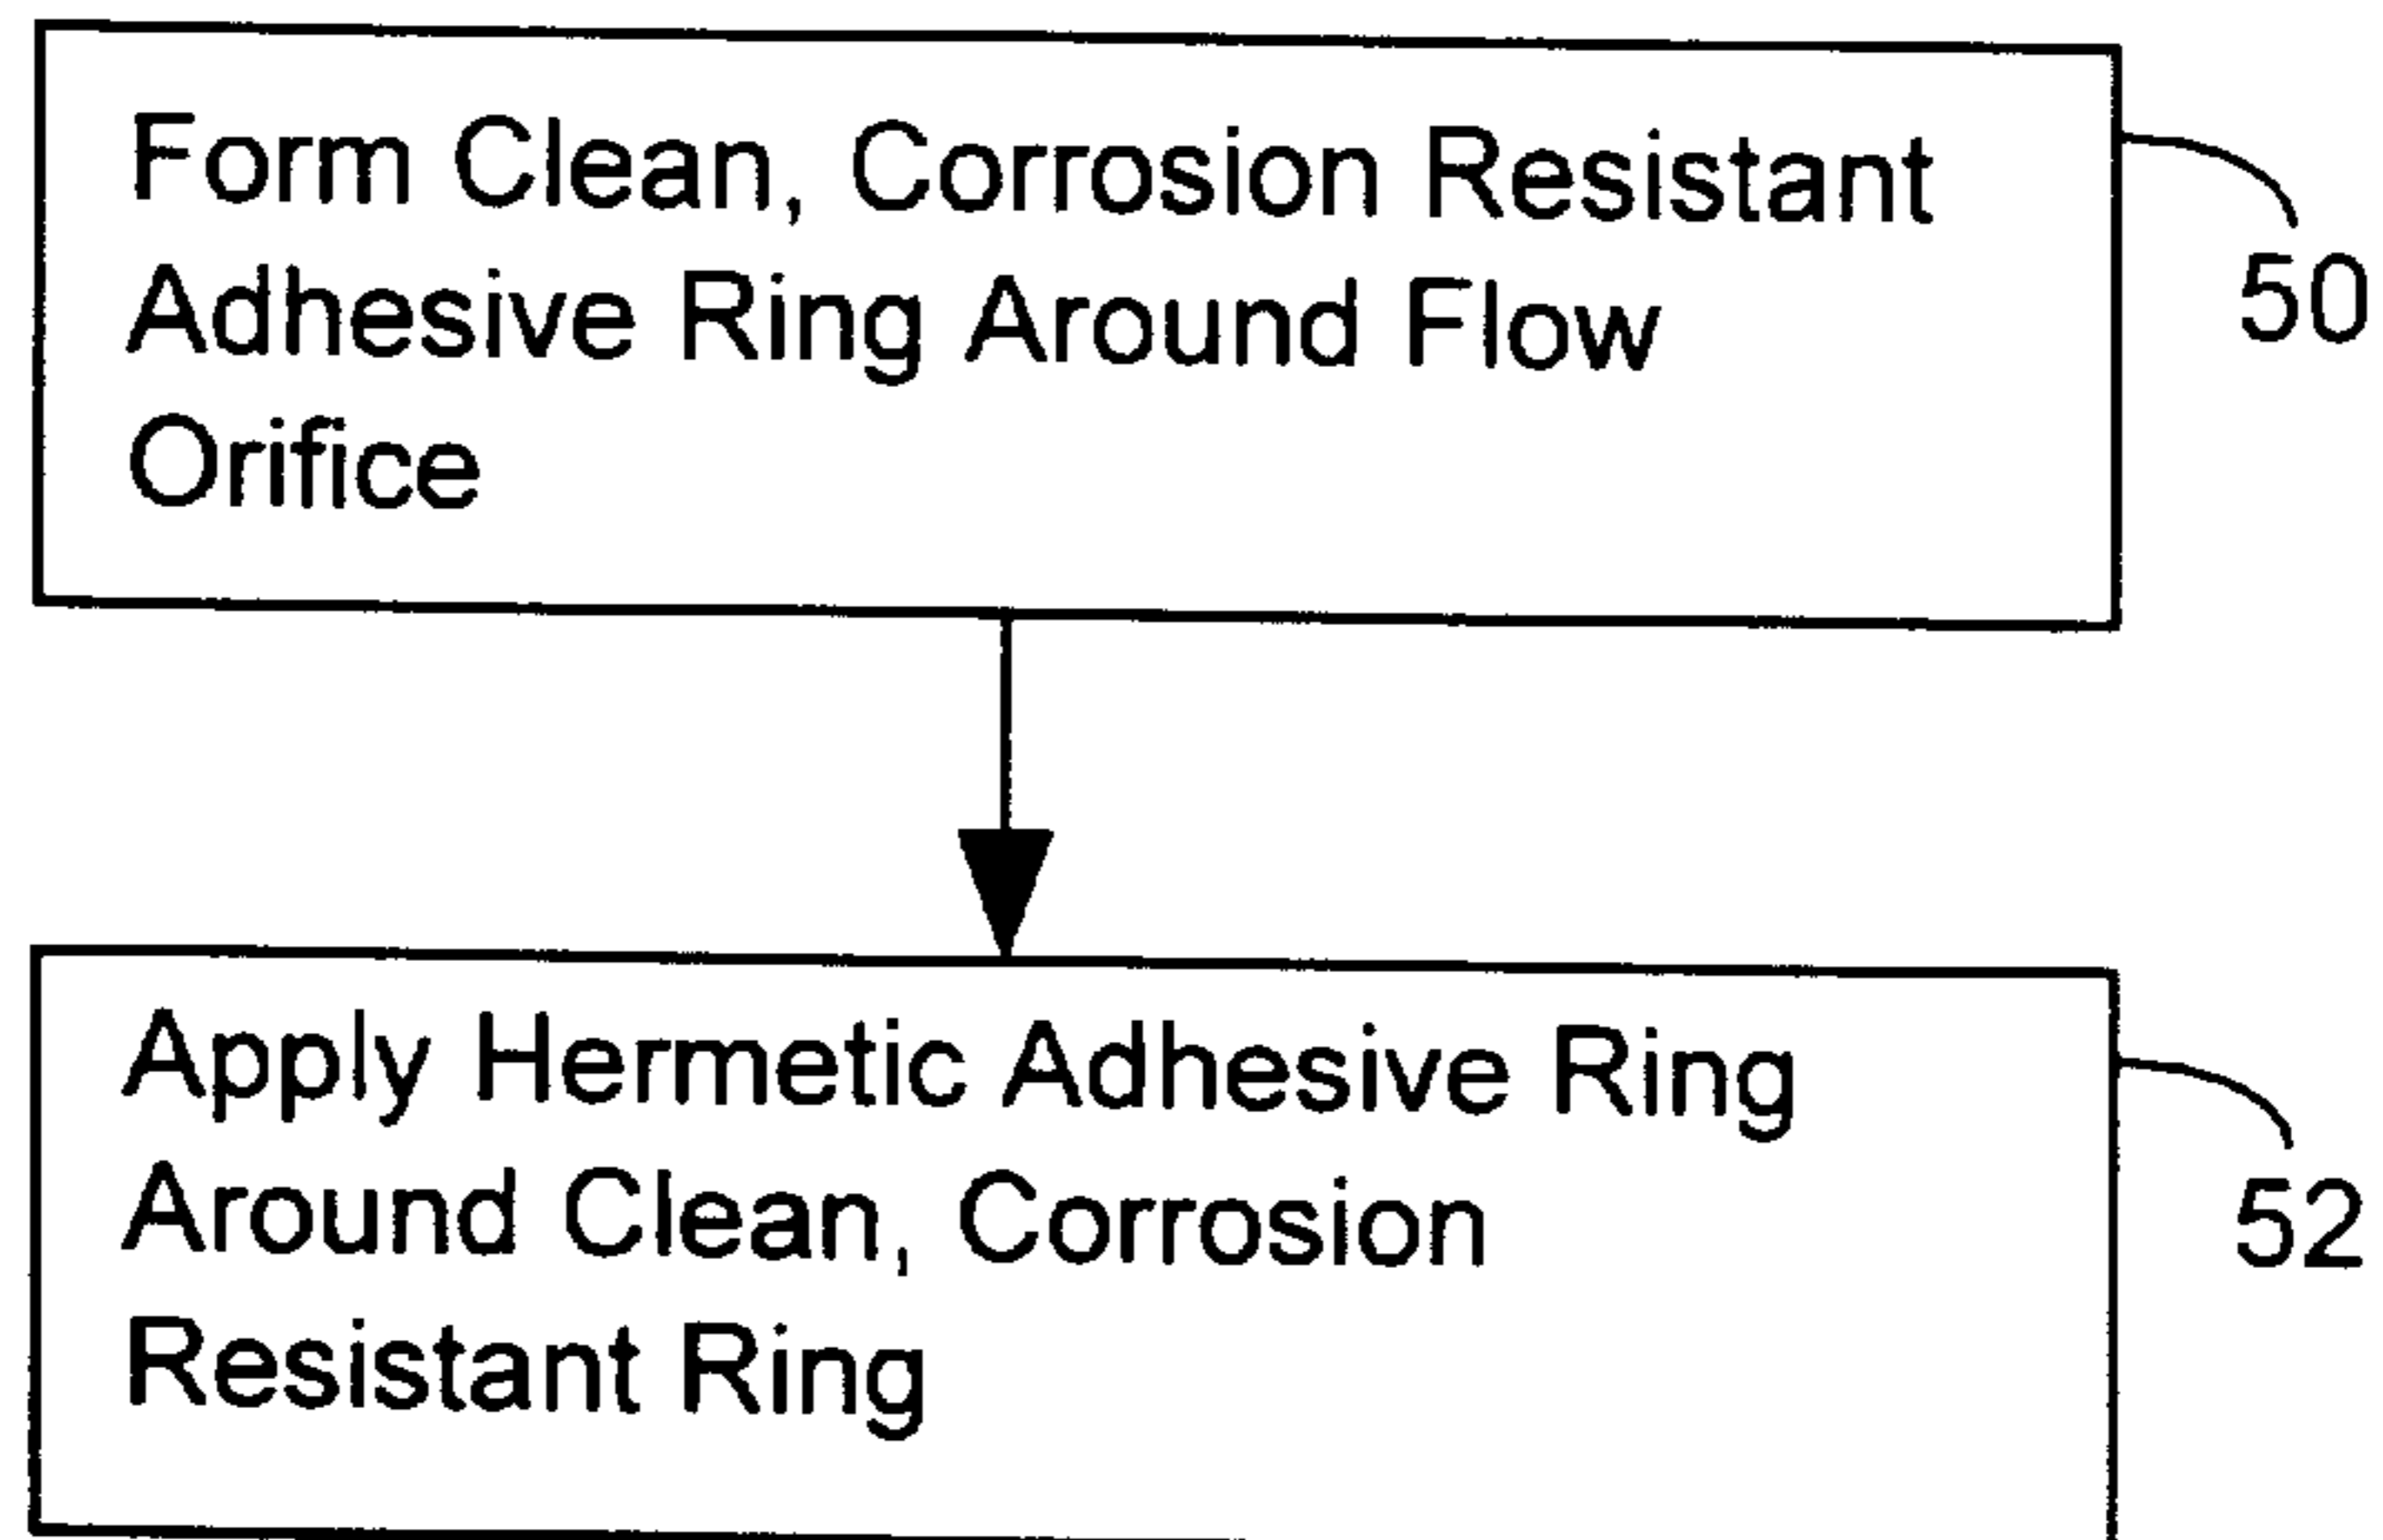 Form Clean, Corrosion Resistant
Adhesive Ring Around Flow
Orifice
50
Apply Hermetic Adhesive Ring
Around Clean, Corrosion
Resistant Ring
52